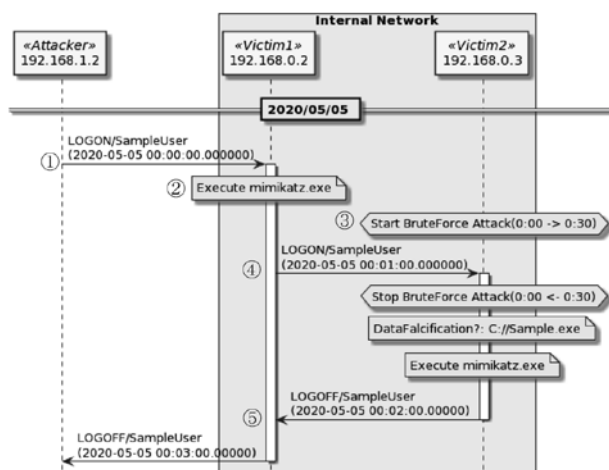 Internal Network
«Attacker»
192.168.1.2
«Victim1»
192.168.0.2
«Victim2»
192.168.0.3
2020/05/05
① LOGON/SampleUser
(2020-05-05 00:00:00.000000)
② Execute mimikatz.exe
③ Start BruteForce Attack(0:00 -> 0:30)
④ LOGON/SampleUser
(2020-05-05 00:01:00.000000)
Stop BruteForce Attack(0:00 <- 0:30)
DataFalcification?: C://Sample.exe
Execute mimikatz.exe
⑤ LOGOFF/SampleUser
(2020-05-05 00:02:00.00000)
LOGOFF/SampleUser
(2020-05-05 00:03:00.00000)